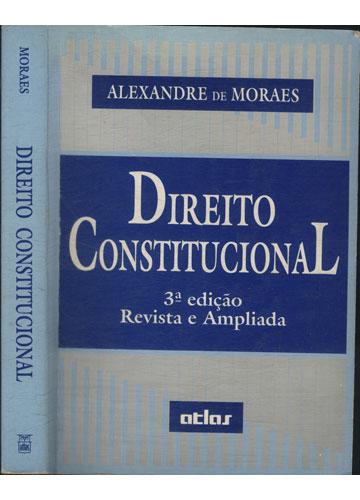 MORAES
DIREITO CONSTITUCIONAL
ALEXANDRE DE MORAES
DIREITO
CONSTITUCIONAL
3ª edição
Revista e Ampliada
atlas